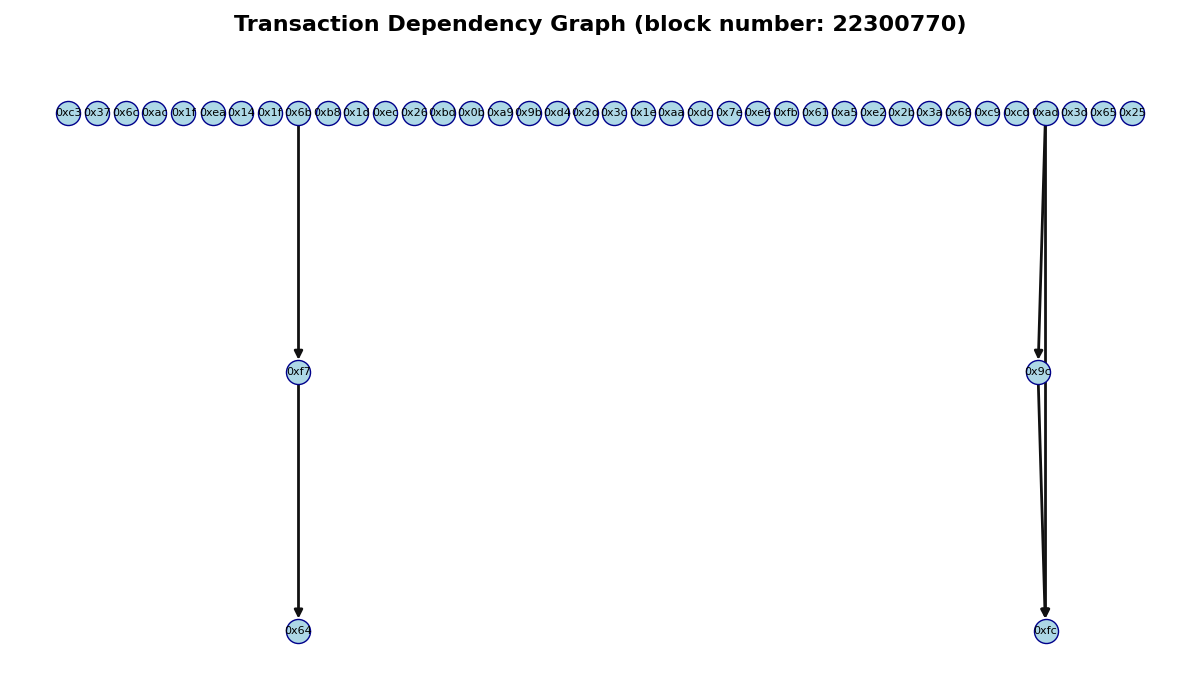 Transaction Dependency Graph (block number: 22300770)
0xc3 0x37 0x6c 0xac 0x1f 0xea 0x14 0x1f 0x6b 0xb8 0x1d 0xec 0x26 0xbd 0x0b 0xa9 0x9b 0xd4 0x2d 0x3c 0x1e 0xaa 0xdc 0x7e 0xe6 0xfb 0x61 0xa5 0xe2 0x2b 0x3a 0x68 0xc9 0xcd 0xad 0x3d 0x65 0x25
0xf7 0x9c
0x64 0xfc